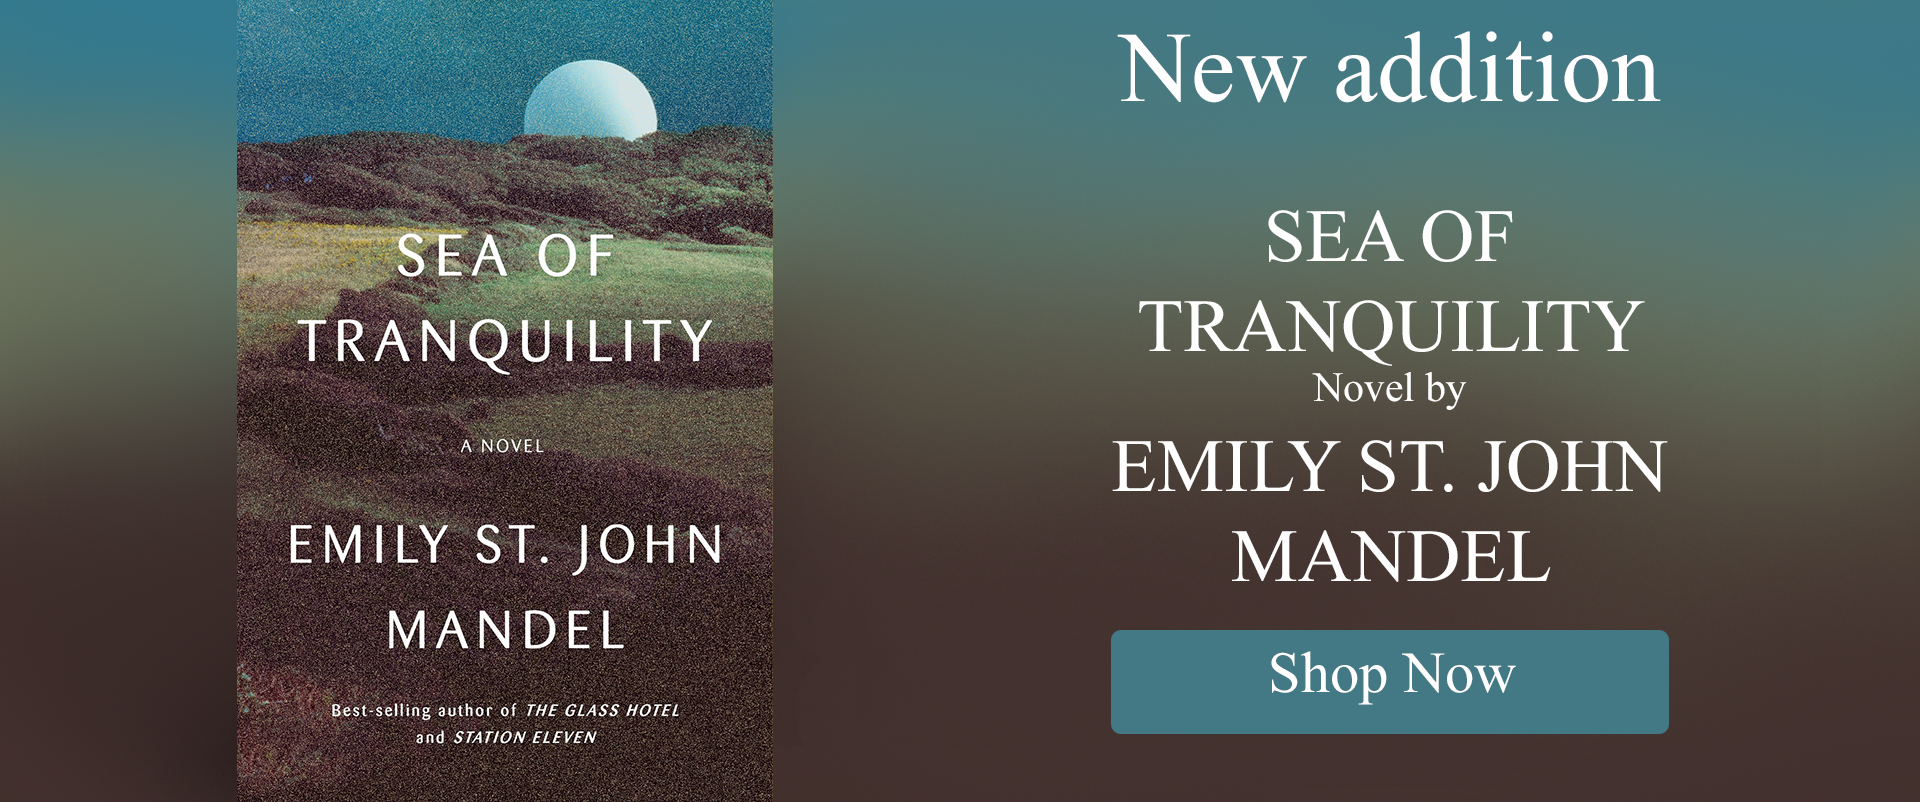 SEA OF
TRANQUILITY
A NOVEL
EMILY ST. JOHN
MANDEL
Best-selling author of THE GLASS HOTEL
and STATION ELEVEN
New addition
SEA OF
TRANQUILITY
Novel by
EMILY ST. JOHN
MANDEL
Shop Now